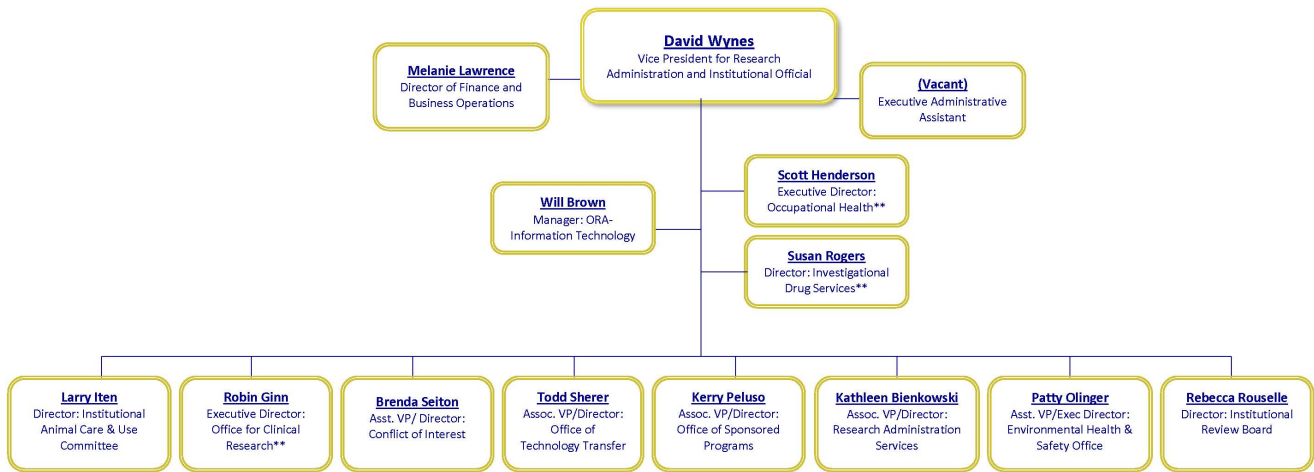 David Wynes
Vice President for Research
Administration and Institutional Official
Melanie Lawrence
Director of Finance and
Business Operations
(Vacant)
Executive Administrative
Assistant
Scott Henderson
Executive Director:
Occupational Health**
Will Brown
Manager: ORA-
Information Technology
Susan Rogers
Director: Investigational
Drug Services**
Larry Iten
Director: Institutional
Animal Care & Use
Committee
Robin Ginn
Executive Director:
Office for Clinical
Research**
Brenda Seiton
Asst. VP/ Director:
Conflict of Interest
Todd Sherer
Assoc. VP/Director:
Office of
Technology Transfer
Kerry Peluso
Assoc. VP/Director:
Office of Sponsored
Programs
Kathleen Bienkowski
Assoc. VP/Director:
Research Administration
Services
Patty Olinger
Asst. VP/Exec Director:
Environmental Health &
Safety Office
Rebecca Rouselle
Director: Institutional
Review Board